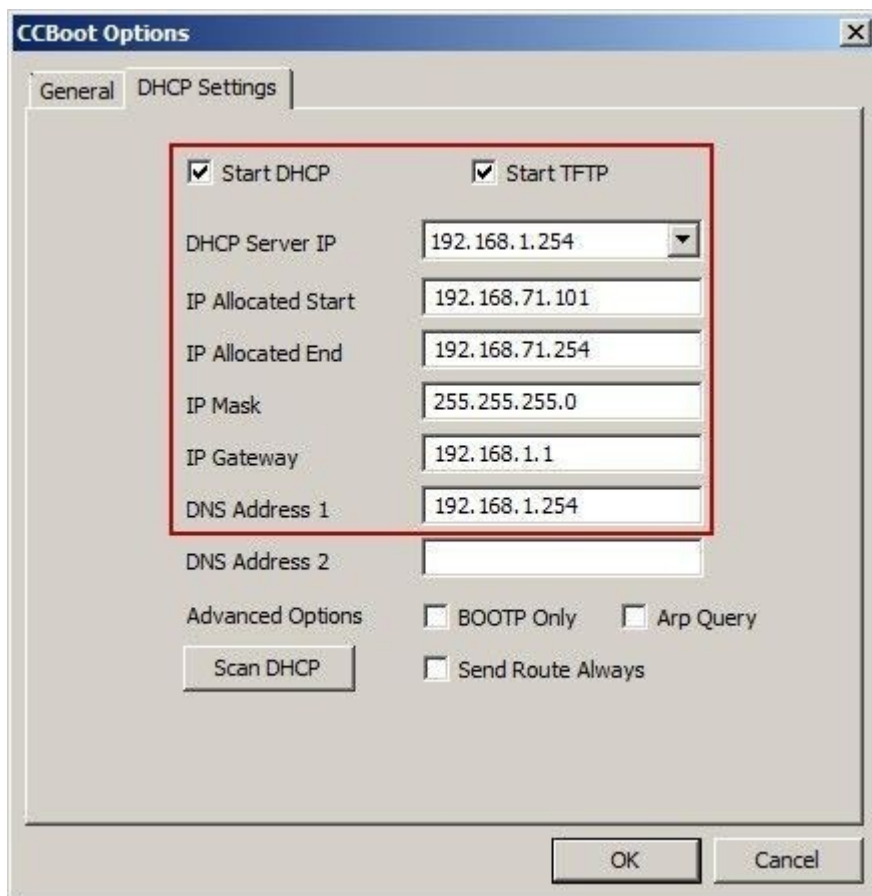 CCBoot Options
General DHCP Settings
Start DHCP Start TFTP
DHCP Server IP 192.168.1.254
IP Allocated Start 192.168.71.101
IP Allocated End 192.168.71.254
IP Mask 255.255.255.0
IP Gateway 192.168.1.1
DNS Address 1 192.168.1.254
DNS Address 2
Advanced Options BOOTP Only Arp Query
Scan DHCP Send Route Always
OK Cancel